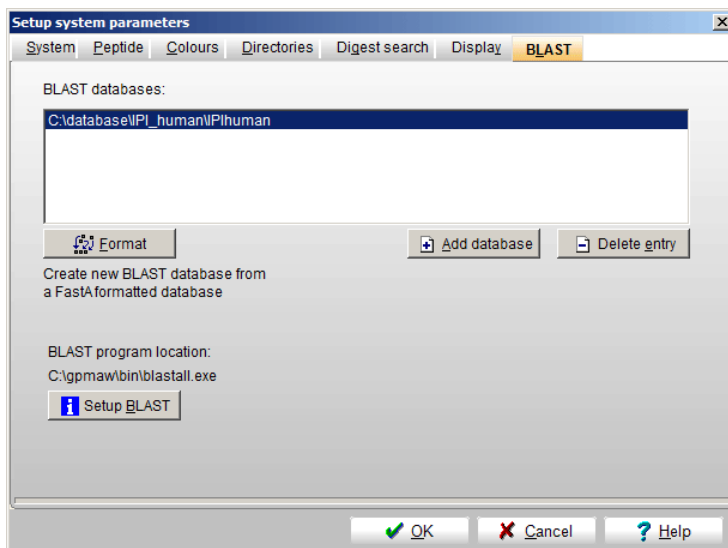 Setup system parameters
System Peptide Colours Directories Digest search Display BLAST
BLAST databases:
C:\database\IPI_human\IPIhuman
Format Add database Delete entry
Create new BLAST database from
a FastA formatted database
BLAST program location:
C:\gpmaw\bin\blastall.exe
Setup BLAST
OK Cancel Help